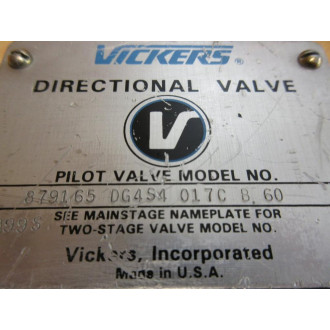 VICKERS®
DIRECTIONAL VALVE
V
PILOT VALVE MODEL NO.
879165 DG4S4 017C B 60
SEE MAINSTAGE NAMEPLATE FOR
TWO-STAGE VALVE MODEL NO.
Vickers, Incorporated
Made in U.S.A.